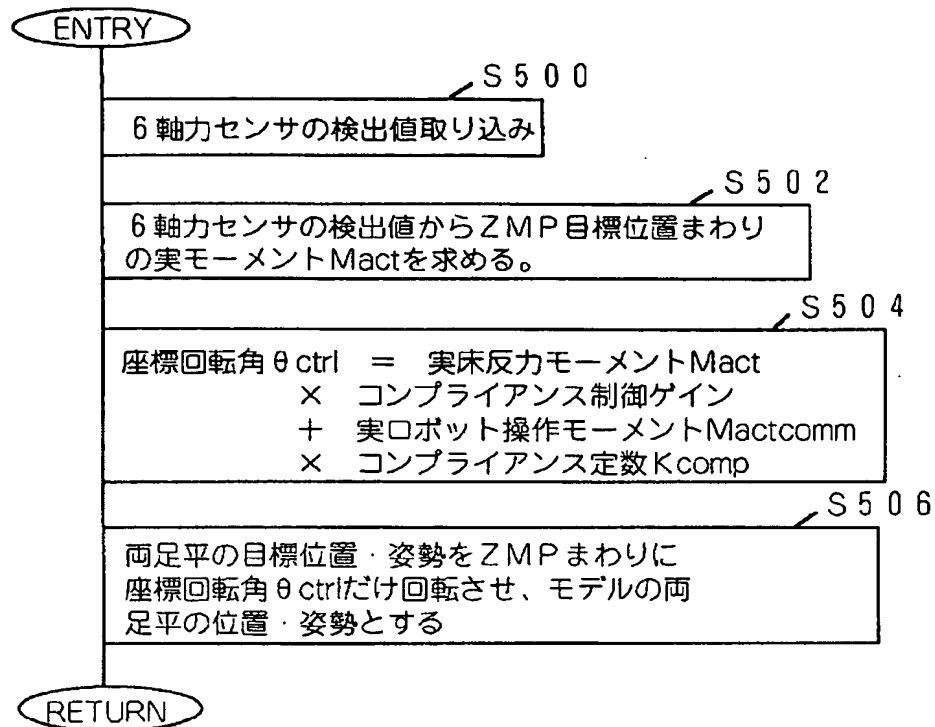 ENTRY
S500
6軸力センサの検出値取り込み
S502
6軸力センサの検出値からZMP目標位置まわり
の実モーメントMactを求める。
S504
座標回転角θctrl = 実床反力モーメントMact
× コンプライアンス制御ゲイン
+ 実ロボット操作モーメントMactcomm
× コンプライアンス定数Kcomp
S506
両足平の目標位置・姿勢をZMPまわりに
座標回転角θctrlだけ回転させ、モデルの両
足平の位置・姿勢とする
RETURN